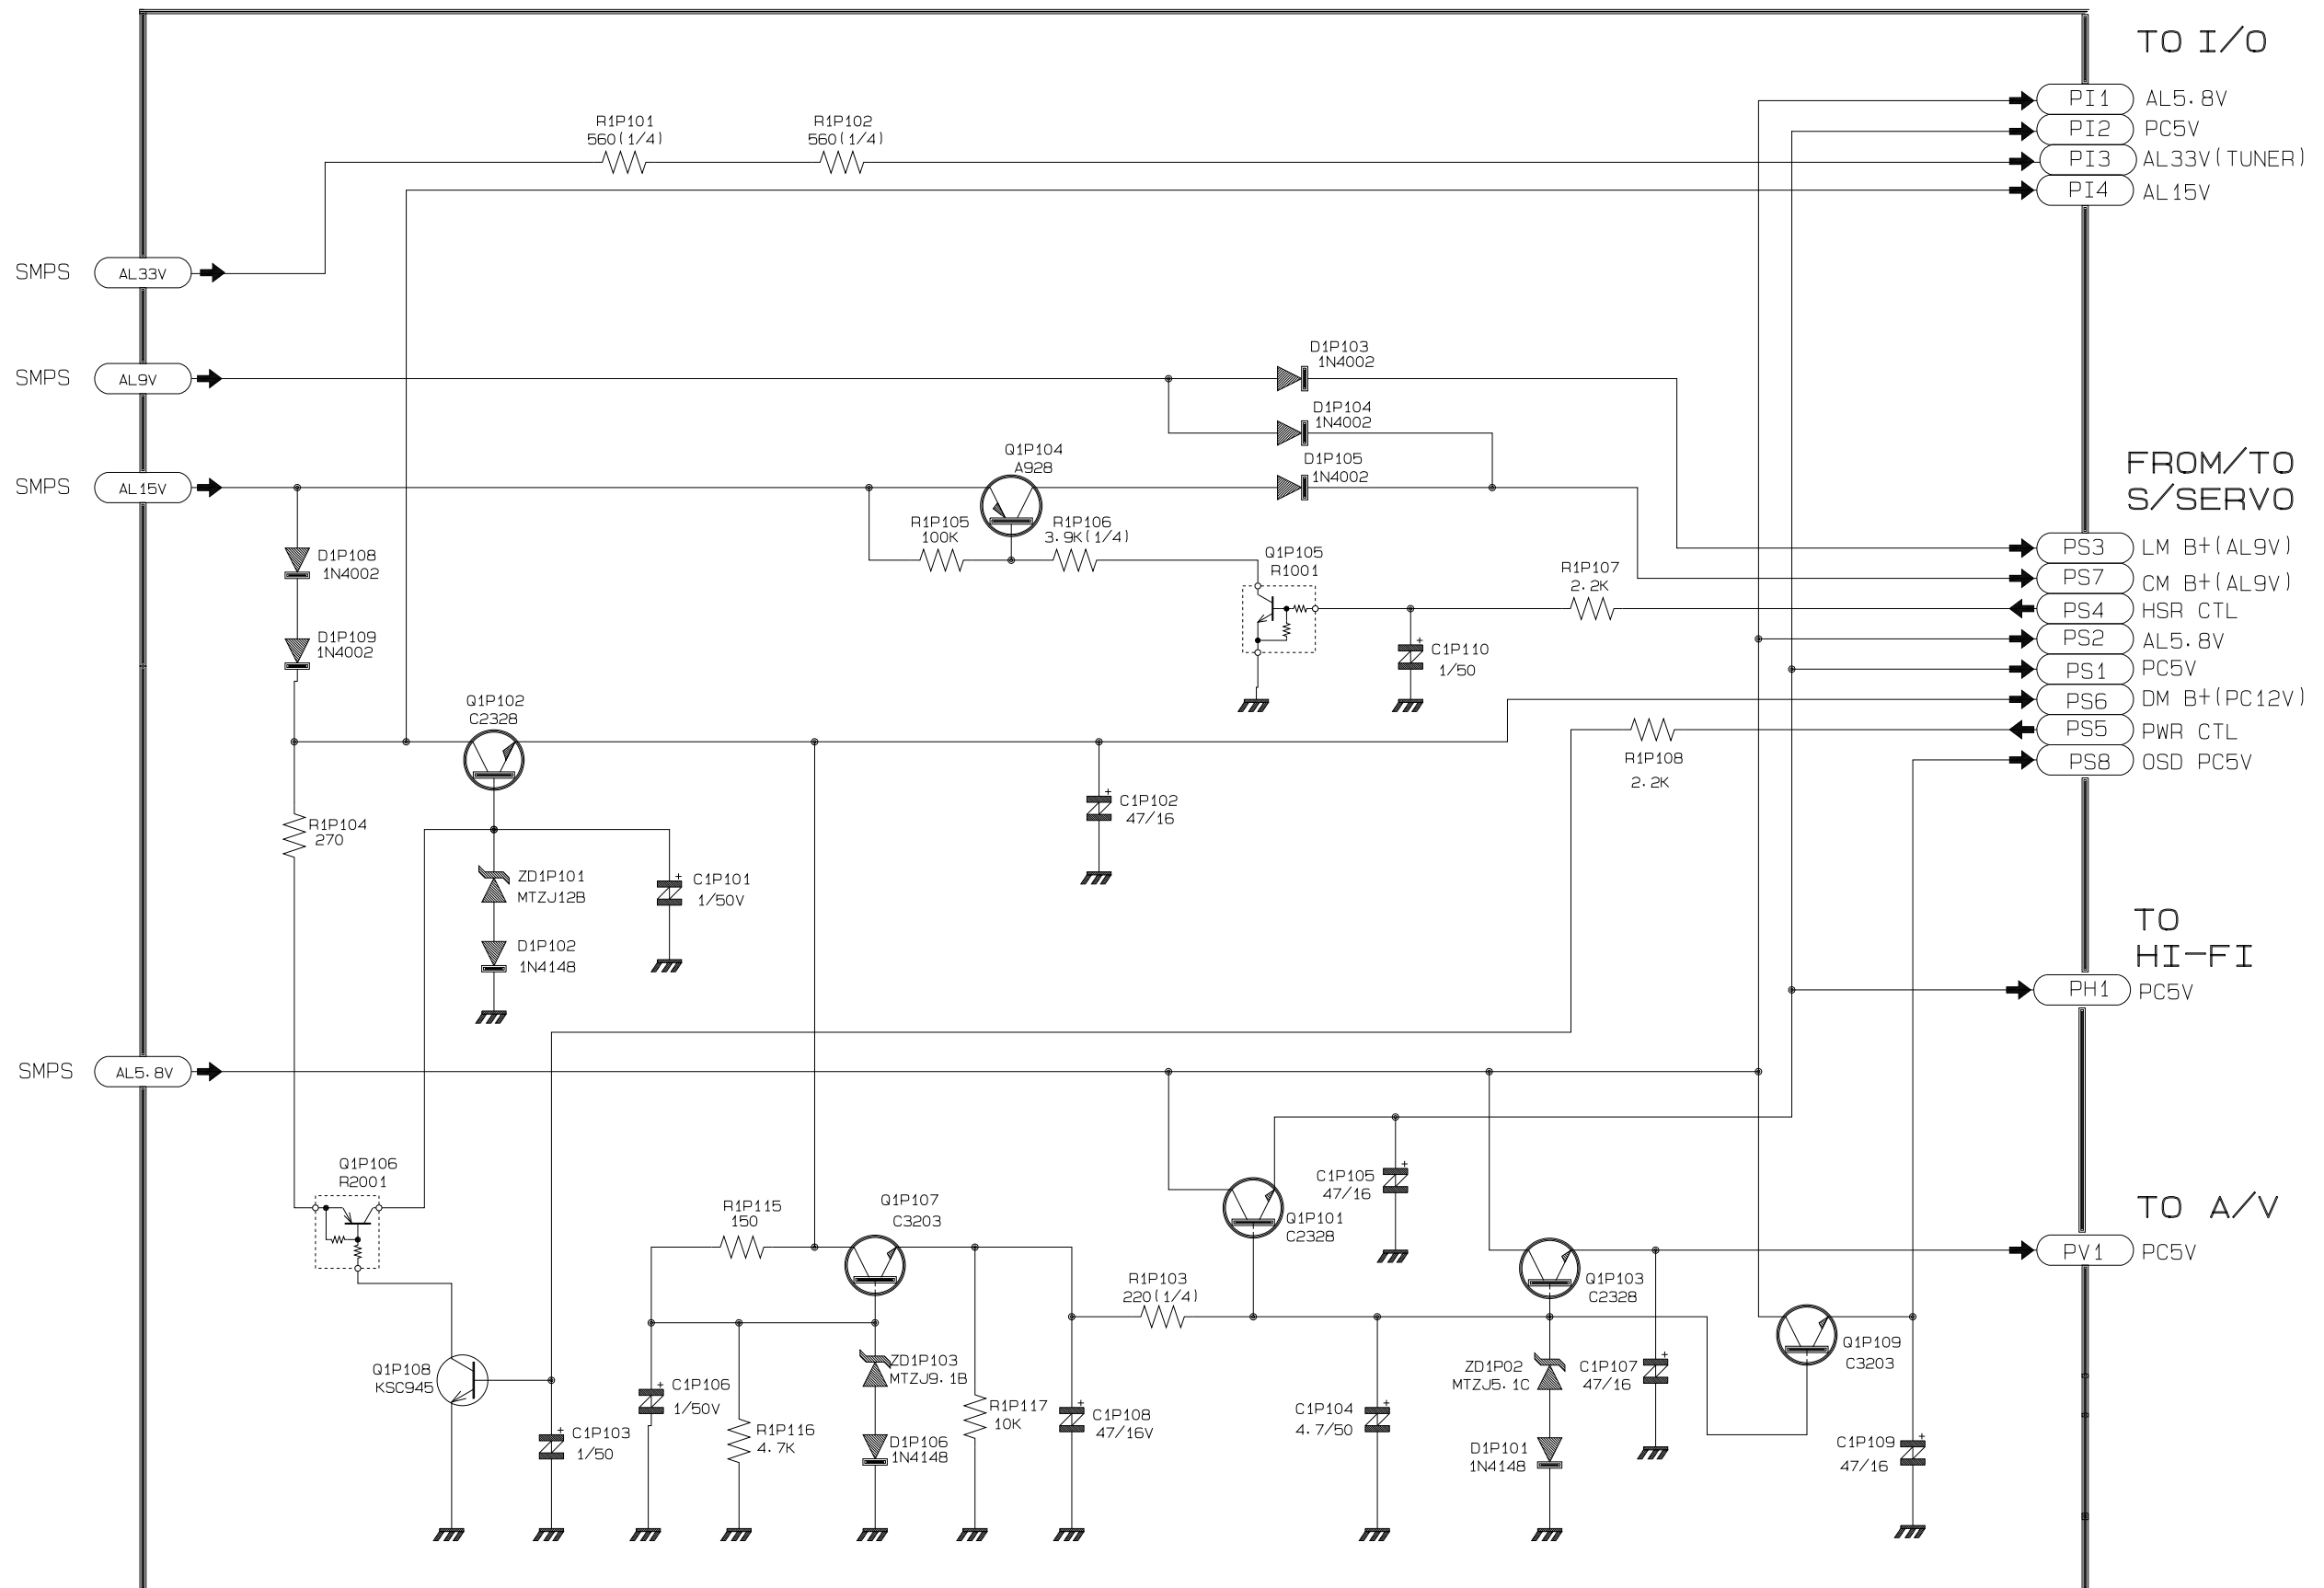 TO I/O
PI1 AL5.8V
PI2 PC5V
PI3 AL33V(TUNER)
PI4 AL15V
R1P101
560(1/4)
R1P102
560(1/4)
SMPS AL33V
SMPS AL9V
D1P103
1N4002
D1P104
1N4002
SMPS AL15V
Q1P104
A928
D1P105
1N4002
FROM/TO
S/SERVO
R1P105
100K
R1P106
3.9K(1/4)
Q1P105
R1001
R1P107
2.2K
PS3 LM B+(AL9V)
PS7 CM B+(AL9V)
PS4 HSR CTL
PS2 AL5.8V
PS1 PC5V
PS6 DM B+(PC12V)
PS5 PWR CTL
PS8 OSD PC5V
D1P108
1N4002
D1P109
1N4002
C1P110
1/50
+
Q1P102
C2328
R1P108
2.2K
R1P104
270
C1P102
47/16
+
ZD1P101
MTZJ12B
C1P101
1/50V
+
D1P102
1N4148
TO
HI-FI
PH1 PC5V
SMPS AL5.8V
Q1P106
R2001
R1P115
150
Q1P107
C3203
C1P105
47/16
+
Q1P101
C2328
TO A/V
PV1 PC5V
R1P103
220(1/4)
Q1P103
C2328
Q1P109
C3203
Q1P108
KSC945
ZD1P103
MTZJ9.1B
ZD1P02
MTZJ5.1C
C1P107
47/16
+
C1P106
1/50V
+
R1P116
4.7K
R1P117
10K
C1P108
47/16V
+
C1P104
4.7/50
+
C1P103
1/50
+
D1P106
1N4148
D1P101
1N4148
C1P109
47/16
+